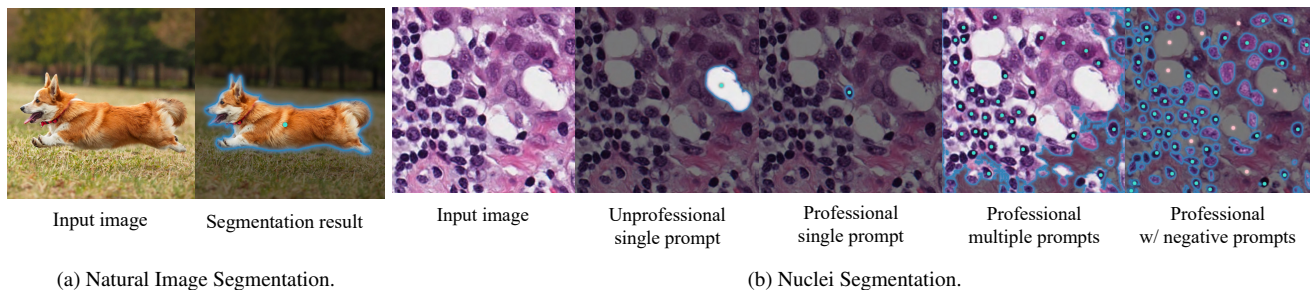 Input image
Segmentation result
Input image
Unprofessional
single prompt
Professional
single prompt
Professional
multiple prompts
Professional
w/ negative prompts
(a) Natural Image Segmentation.
(b) Nuclei Segmentation.